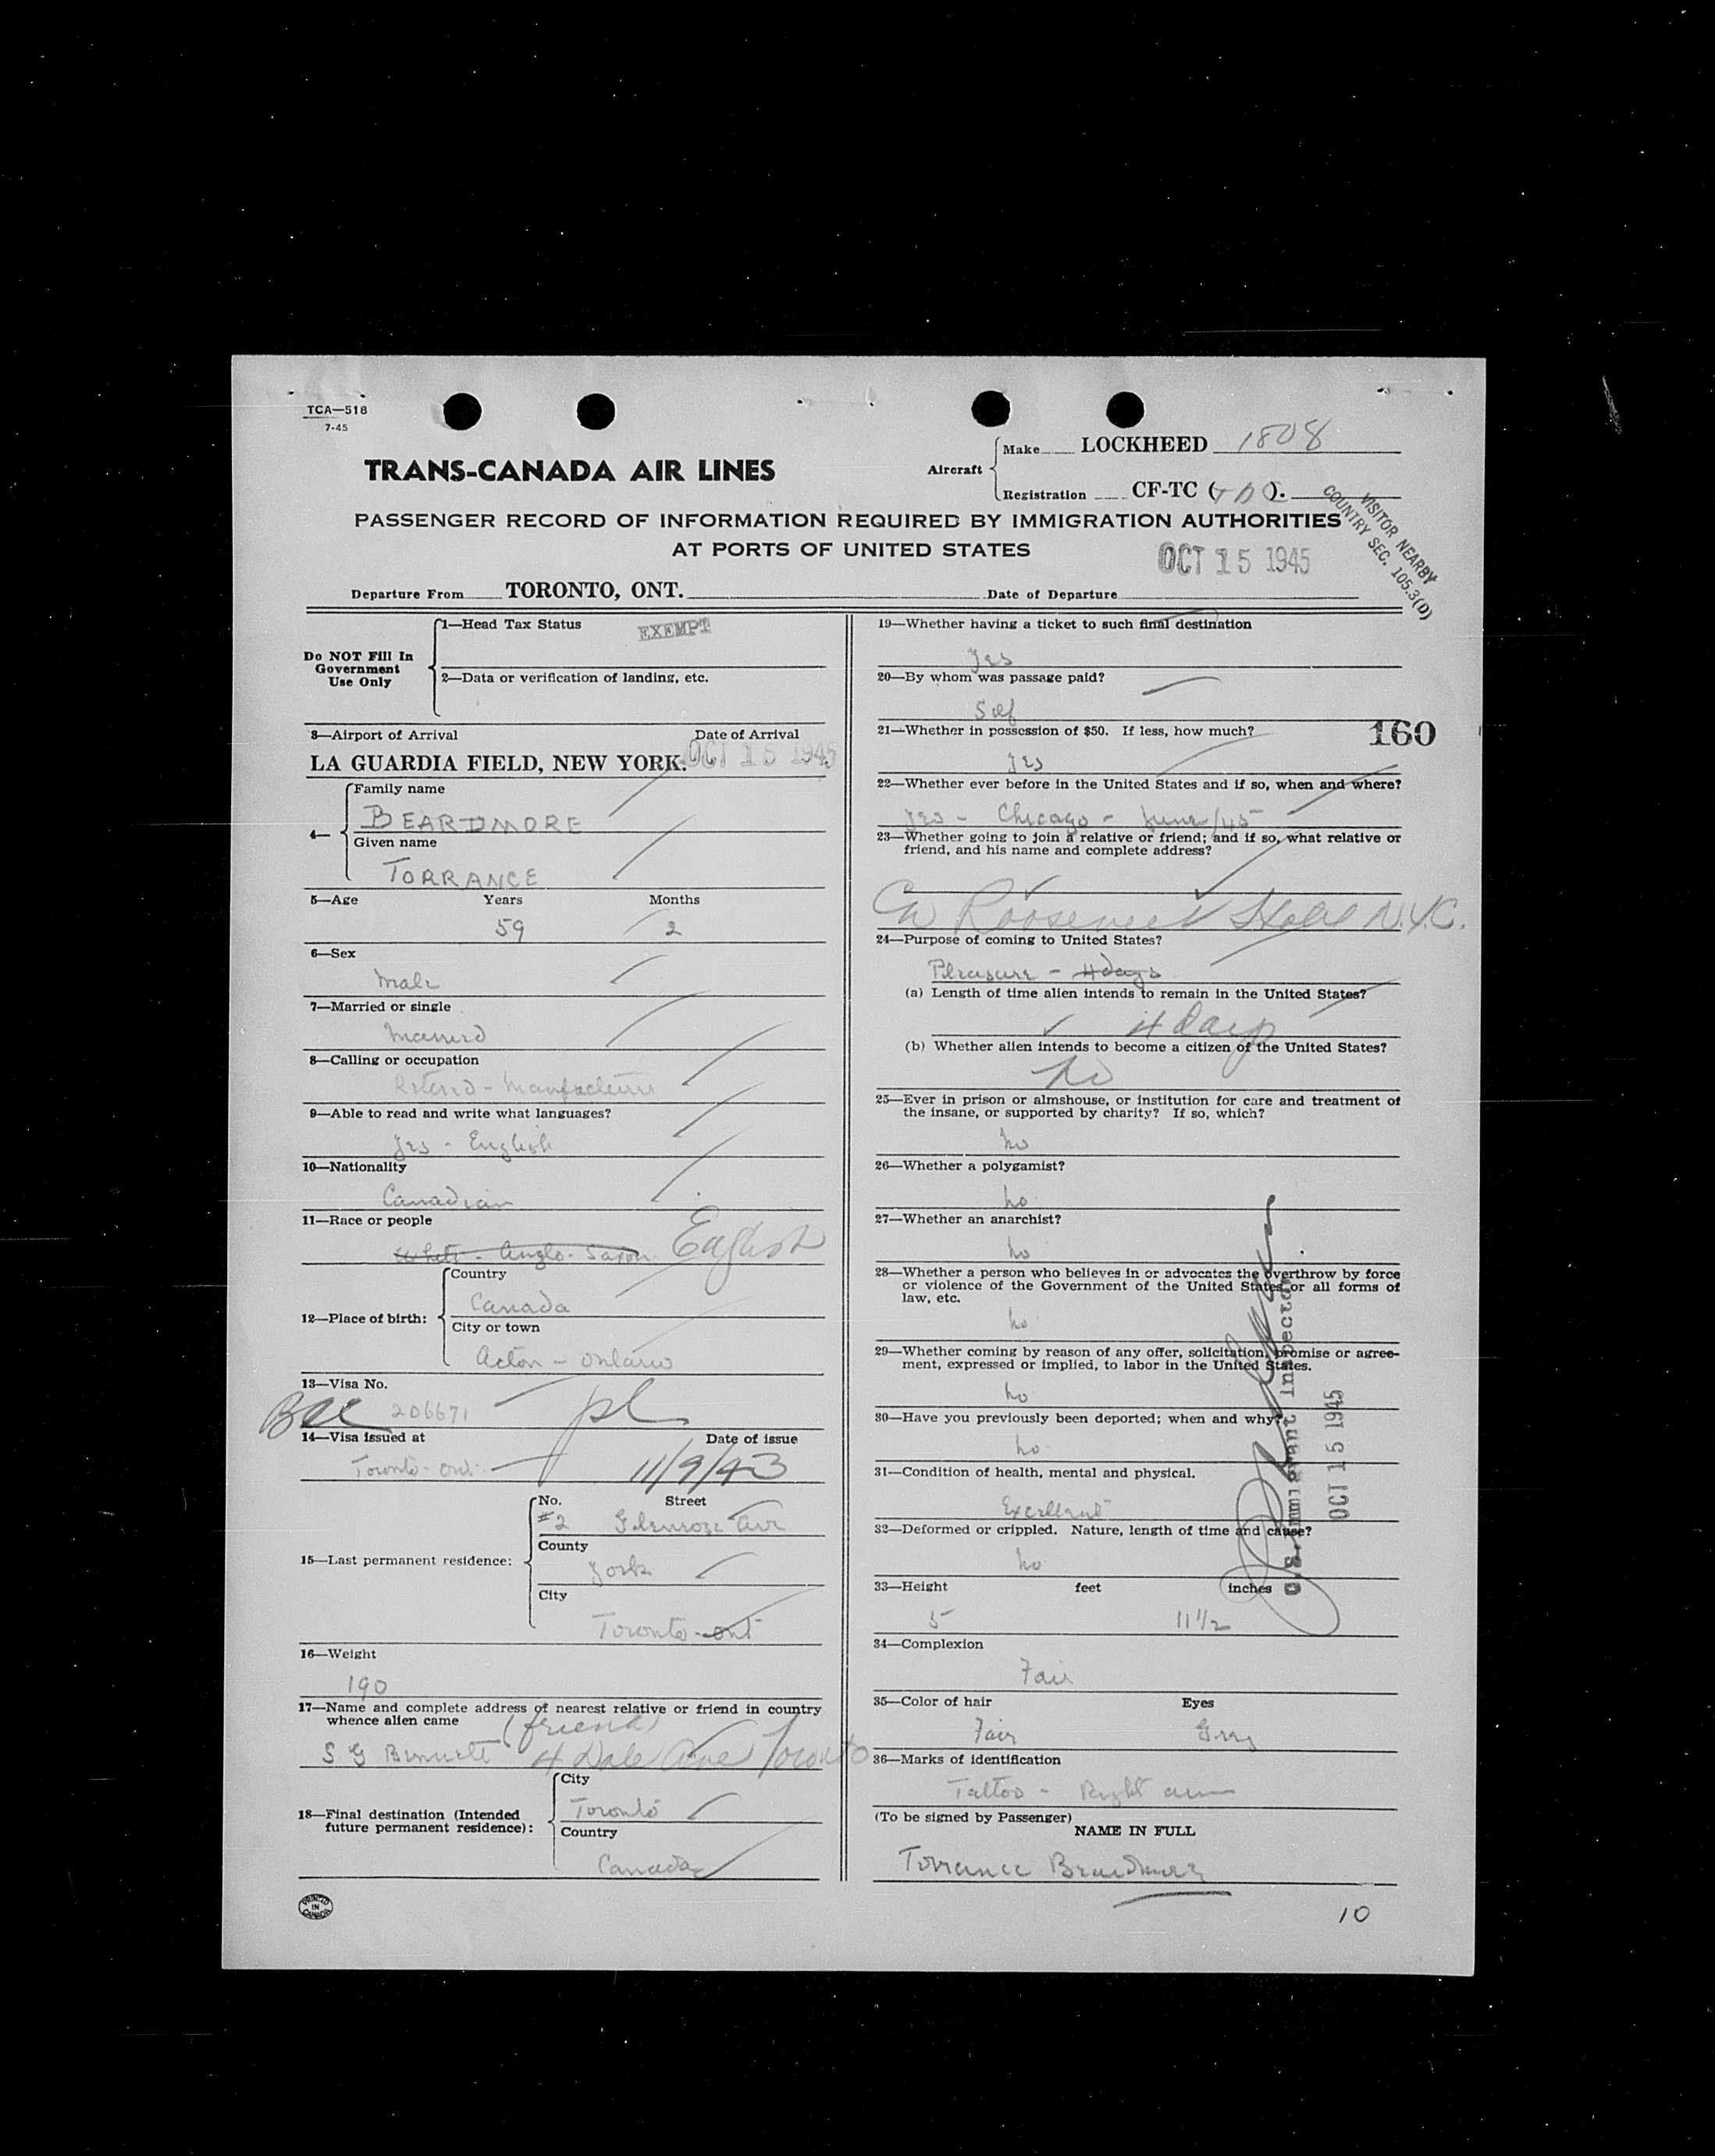 TCA—518
7-45
TRANS-CANADA AIR LINES
Aircraft
Make LOCKHEED 1808
Registration CF-TC ( ).
VISITOR NEARBY
COUNTRY SEC. 105.3(D)
PASSENGER RECORD OF INFORMATION REQUIRED BY IMMIGRATION AUTHORITIES
AT PORTS OF UNITED STATES
OCT 15 1945
Departure From TORONTO, ONT. Date of Departure
Do NOT Fill In
Government
Use Only
1—Head Tax Status EXEMPT
2—Data or verification of landing, etc.
3—Airport of Arrival Date of Arrival
LA GUARDIA FIELD, NEW YORK. OCT 15 1945
4—
Family name
BEARDMORE
Given name
TORRANCE
5—Age Years Months
59 2
6—Sex
Male
7—Married or single
Married
8—Calling or occupation
Retired - Manufacturer
9—Able to read and write what languages?
Yes - English
10—Nationality
Canadian
11—Race or people
White - Anglo-Saxon English
12—Place of birth:
Country
Canada
City or town
Acton - Ontario
13—Visa No.
BCC 206671
14—Visa issued at Date of issue
Toronto - Ont. 11/9/43
15—Last permanent residence:
No. Street
#2 Glenrose Ave
County
York
City
Toronto - Ont
16—Weight
190
17—Name and complete address of nearest relative or friend in country
whence alien came (friend)
S G Bennett 4 Dale Ave Toronto
18—Final destination (Intended
future permanent residence):
City
Toronto
Country
Canada
PRINTED
IN
CANADA
19—Whether having a ticket to such final destination
Yes
20—By whom was passage paid?
Self
21—Whether in possession of $50. If less, how much?
160
Yes
22—Whether ever before in the United States and if so, when and where?
Yes - Chicago - June/45
23—Whether going to join a relative or friend; and if so, what relative or
friend, and his name and complete address?
Roosevelt Hotel N.Y.C.
24—Purpose of coming to United States?
Pleasure - 4 days
(a) Length of time alien intends to remain in the United States?
4 days
(b) Whether alien intends to become a citizen of the United States?
No
25—Ever in prison or almshouse, or institution for care and treatment of
the insane, or supported by charity? If so, which?
No
26—Whether a polygamist?
No
27—Whether an anarchist?
No
28—Whether a person who believes in or advocates the overthrow by force
or violence of the Government of the United States or all forms of
law, etc.
No
29—Whether coming by reason of any offer, solicitation, promise or agree-
ment, expressed or implied, to labor in the United States.
No
30—Have you previously been deported; when and why?
No
31—Condition of health, mental and physical.
Excellent
32—Deformed or crippled. Nature, length of time and cause?
No
33—Height feet inches
5 11 1/2
34—Complexion
Fair
35—Color of hair Eyes
Fair Grey
36—Marks of identification
Tattoo - Right arm
(To be signed by Passenger)
NAME IN FULL
Torrance Beardmore
U.S. Immigrant Inspector
OCT 15 1945
10